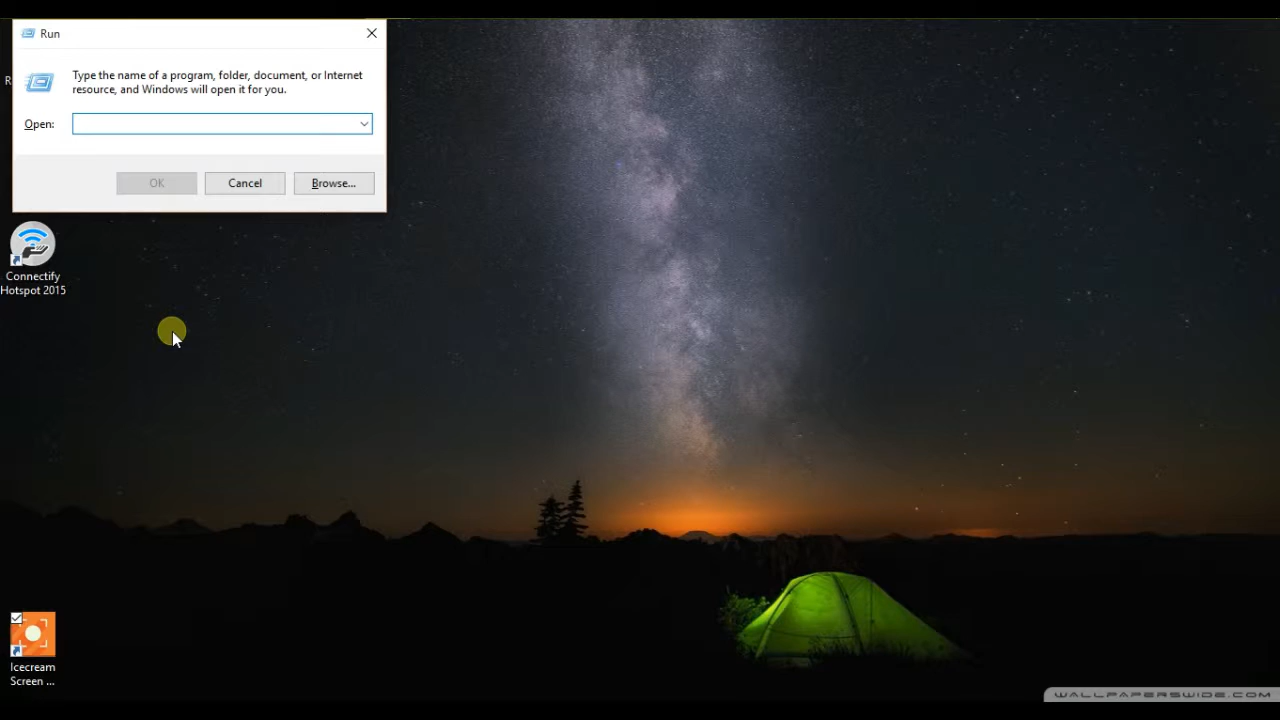 Run
Type the name of a program, folder, document, or Internet
resource, and Windows will open it for you.
Open:
OK
Cancel
Browse...
R
Connectify
Hotspot 2015
Icecream
Screen ...
WALLPAPERSWIDE.COM